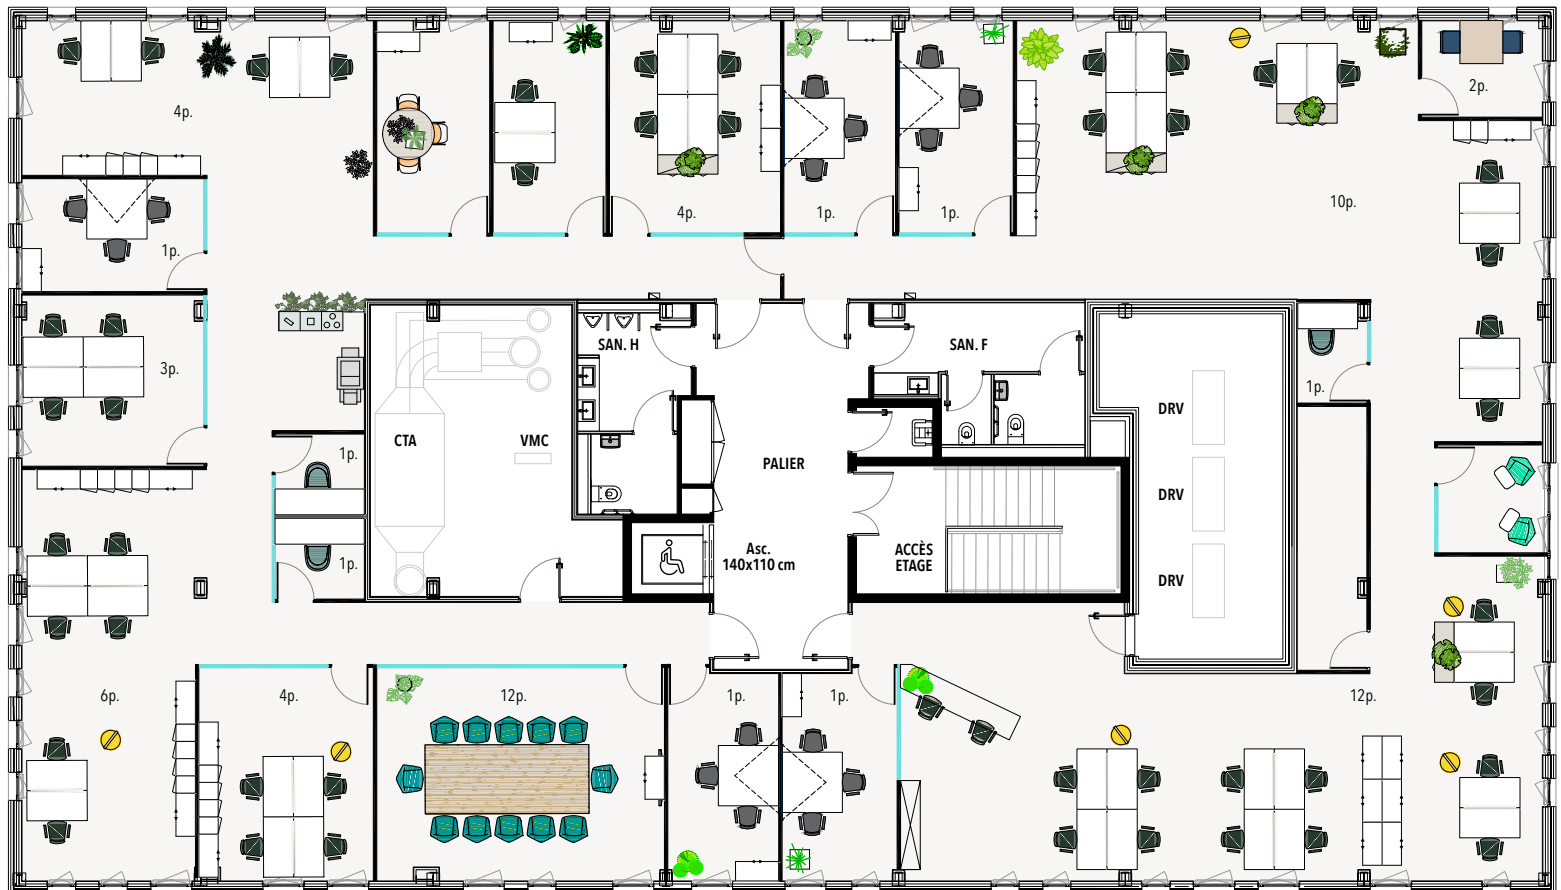 4p.
2p.
4p.
1p.
1p.
10p.
1p.
SAN. H
SAN. F
3p.
1p.
CTA
VMC
DRV
1p.
PALIER
DRV
Asc.
140x110 cm
ACCÈS
ETAGE
1p.
DRV
6p.
4p.
12p.
1p.
1p.
12p.